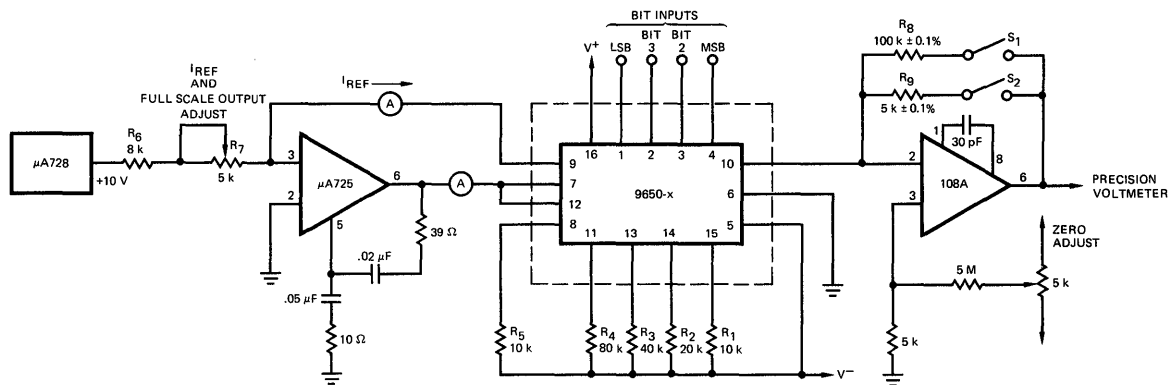 BIT INPUTS
BIT BIT
V+ LSB 3 2 MSB
R8
100 k ± 0.1%
S1
R9
5 k ± 0.1%
S2
IREF
AND
FULL SCALE OUTPUT
ADJUST
IREF
A
μA728
R6
8 k
+10 V
R7
5 k
3
2
μA725
6
5
A
39 Ω
.02 μF
.05 μF
10 Ω
16 1 2 3 4
9
7
12
8
10
6
5
9650-x
11 13 14 15
R5
10 k
R4
80 k
R3
40 k
R2
20 k
R1
10 k
V−
1
30 pF
8
2
3
108A
6
PRECISION
VOLTMETER
ZERO
ADJUST
5 M
5 k
5 k